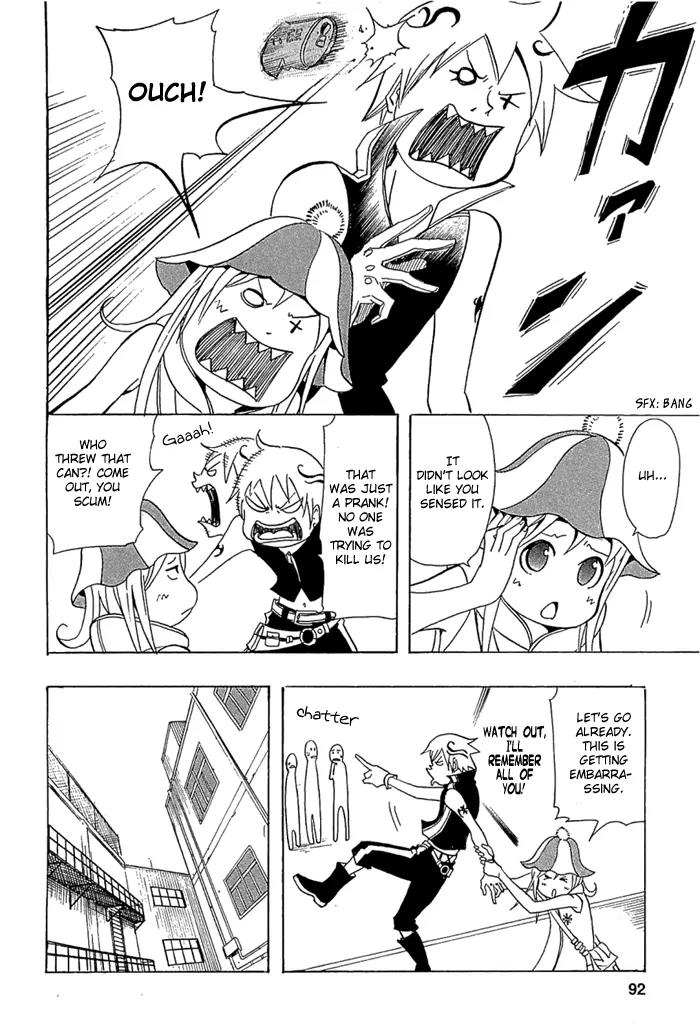 カァン
OUCH!
SFX: BANG
UH...
IT
DIDN'T LOOK
LIKE YOU
SENSED IT.
THAT
WAS JUST
A PRANK!
NO ONE
WAS
TRYING TO
KILL US!
Gaaah!
WHO
THREW THAT
CAN?! COME
OUT, YOU
SCUM!
LET'S GO
ALREADY.
THIS IS
GETTING
EMBARRA-
SSING.
WATCH OUT,
I'LL
REMEMBER
ALL OF
YOU!
chatter
92